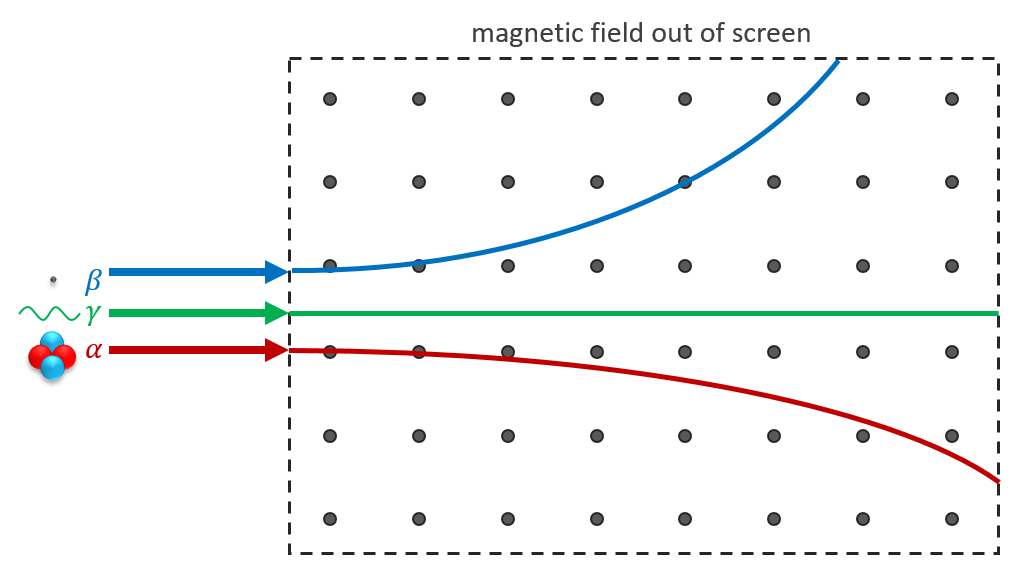 magnetic field out of screen
β
γ
α